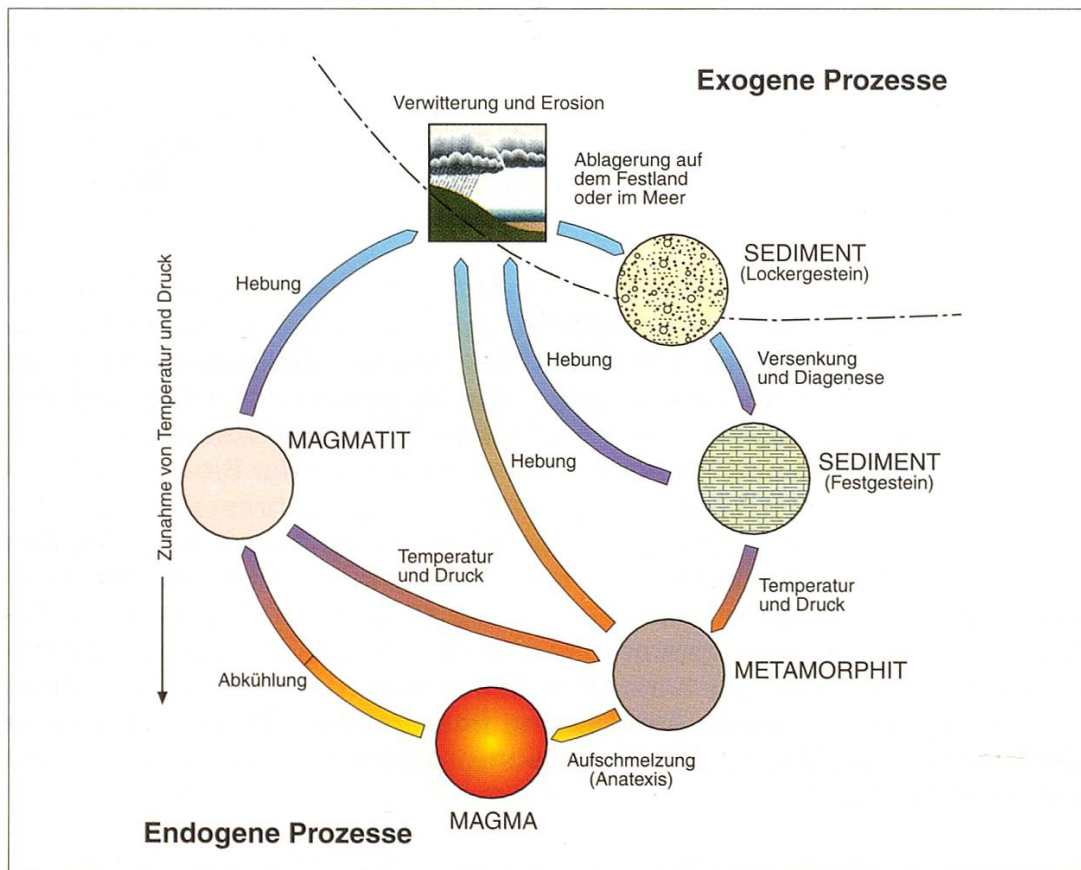 Exogene Prozesse
Verwitterung und Erosion
Ablagerung auf
dem Festland
oder im Meer
SEDIMENT
(Lockergestein)
Hebung
Zunahme von Temperatur und Druck
Versenkung
und Diagenese
Hebung
MAGMATIT
Hebung
SEDIMENT
(Festgestein)
Temperatur
und Druck
Temperatur
und Druck
METAMORPHIT
Abkühlung
Aufschmelzung
(Anatexis)
MAGMA
Endogene Prozesse